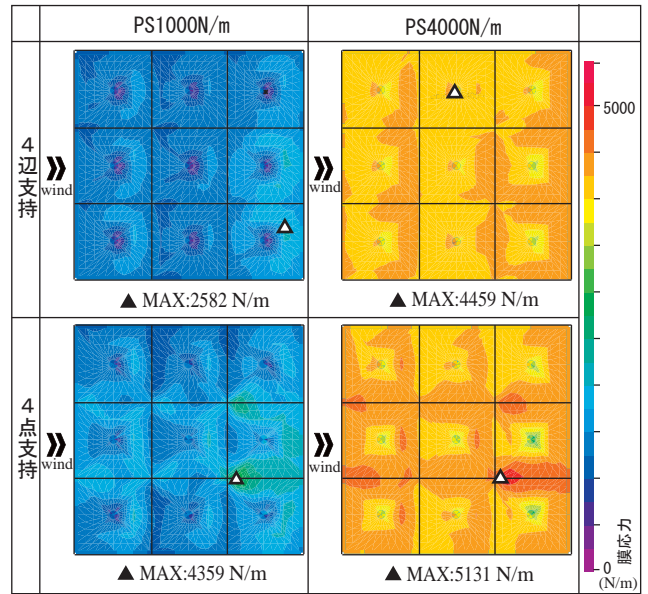 PS1000N/m
PS4000N/m
4辺支持
wind
wind
▲ MAX:2582 N/m
▲ MAX:4459 N/m
4点支持
wind
wind
▲ MAX:4359 N/m
▲ MAX:5131 N/m
5000
0
(N/m)
膜応力